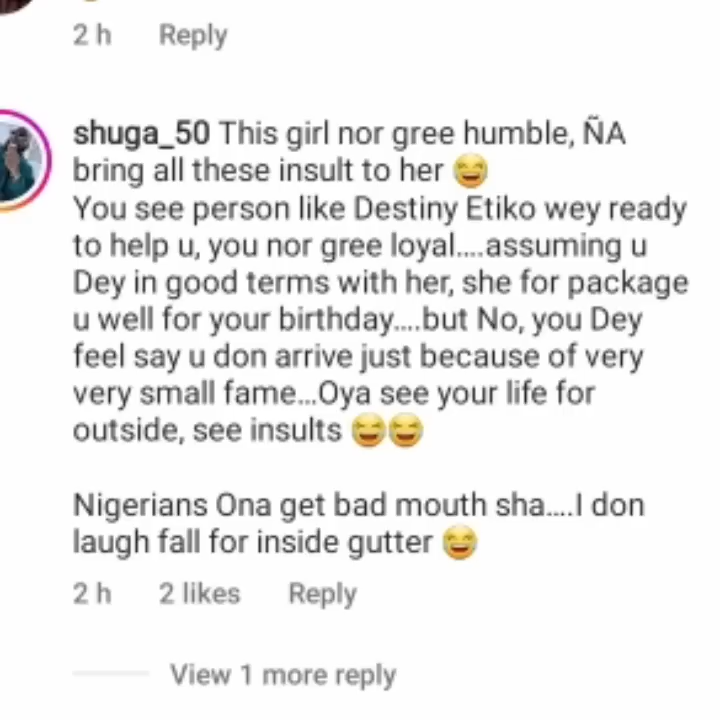 2 h Reply
shuga_50 This girl nor gree humble, ÑA
bring all these insult to her 😂
You see person like Destiny Etiko wey ready
to help u, you nor gree loyal....assuming u
Dey in good terms with her, she for package
u well for your birthday....but No, you Dey
feel say u don arrive just because of very
very small fame...Oya see your life for
outside, see insults 😂😂
Nigerians Ona get bad mouth sha....I don
laugh fall for inside gutter 😂
2 h 2 likes Reply
View 1 more reply